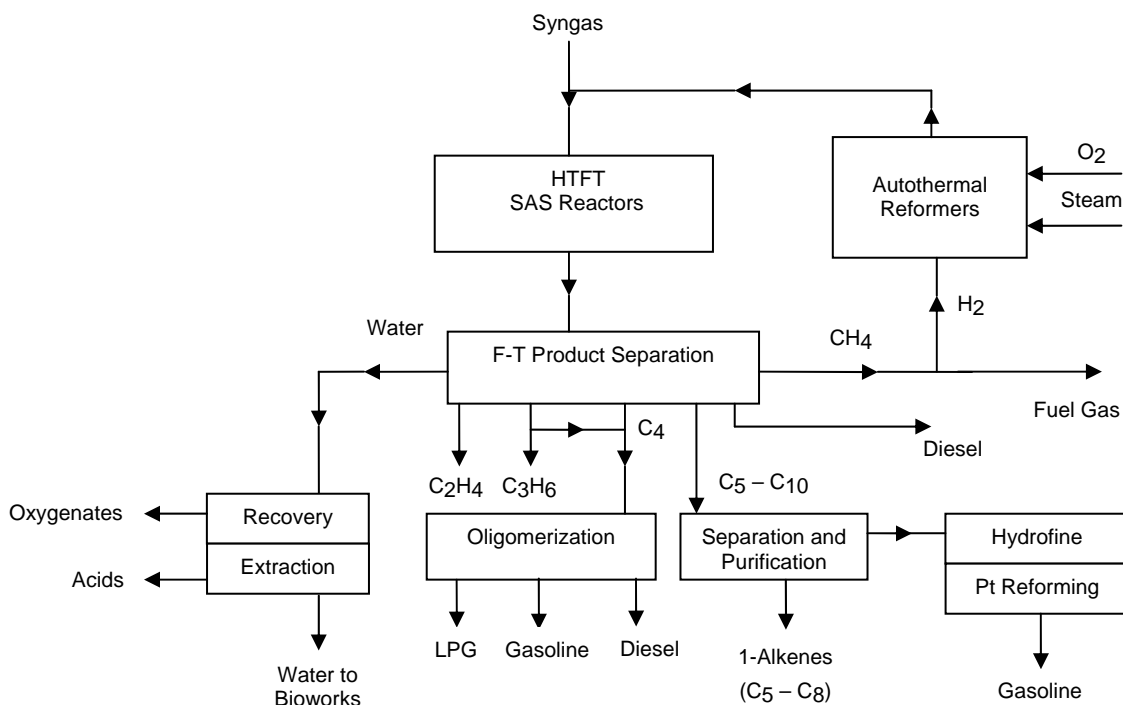 Syngas
HTFT
SAS Reactors
Autothermal
Reformers
O2
Steam
H2
Water
F-T Product Separation
CH4
Fuel Gas
Diesel
C4
C2H4
C3H6
C5 – C10
Oxygenates
Recovery
Acids
Extraction
Oligomerization
Separation and
Purification
Hydrofine
Pt Reforming
LPG
Gasoline
Diesel
1-Alkenes
(C5 – C8)
Gasoline
Water to
Bioworks